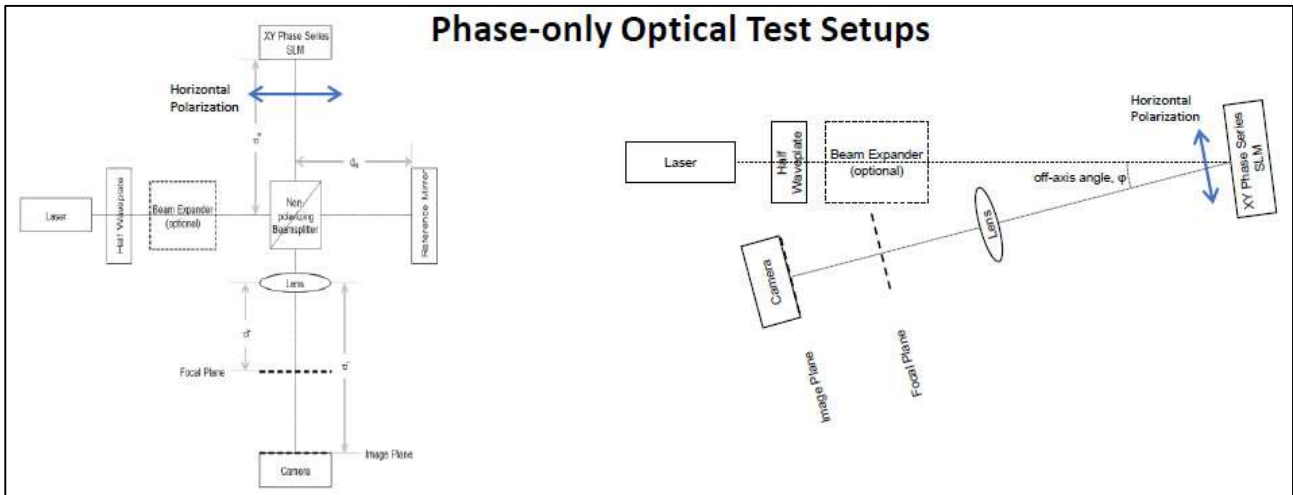 Phase-only Optical Test Setups
XY Phase Series
SLM
Horizontal
Polarization
Laser
Half Waveplate
Beam Expander
(optional)
Non-
polarizing
Beamsplitter
Reference Mirror
Lens
Focal Plane
Image Plane
Camera
Laser
Half
Waveplate
Beam Expander
(optional)
Horizontal
Polarization
XY Phase Series
SLM
off-axis angle, φ
Lens
Camera
Image Plane
Focal Plane